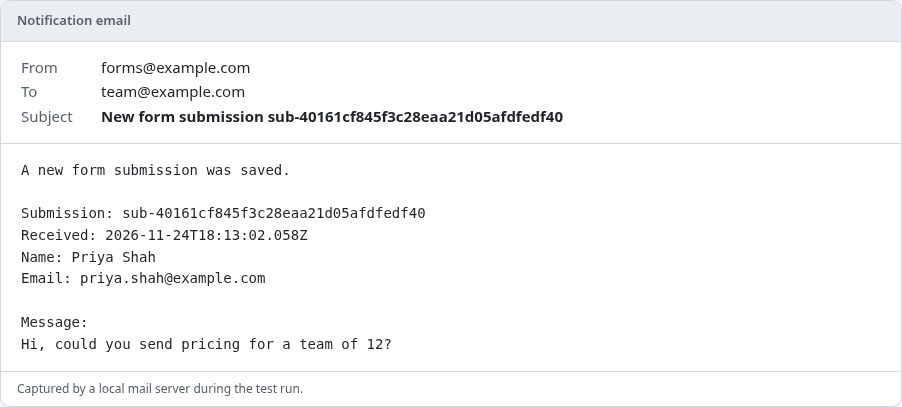 Notification email
From forms@example.com
To team@example.com
Subject New form submission sub-40161cf845f3c28eaa21d05afdfedf40
A new form submission was saved.
Submission: sub-40161cf845f3c28eaa21d05afdfedf40
Received: 2026-11-24T18:13:02.058Z
Name: Priya Shah
Email: priya.shah@example.com
Message:
Hi, could you send pricing for a team of 12?
Captured by a local mail server during the test run.